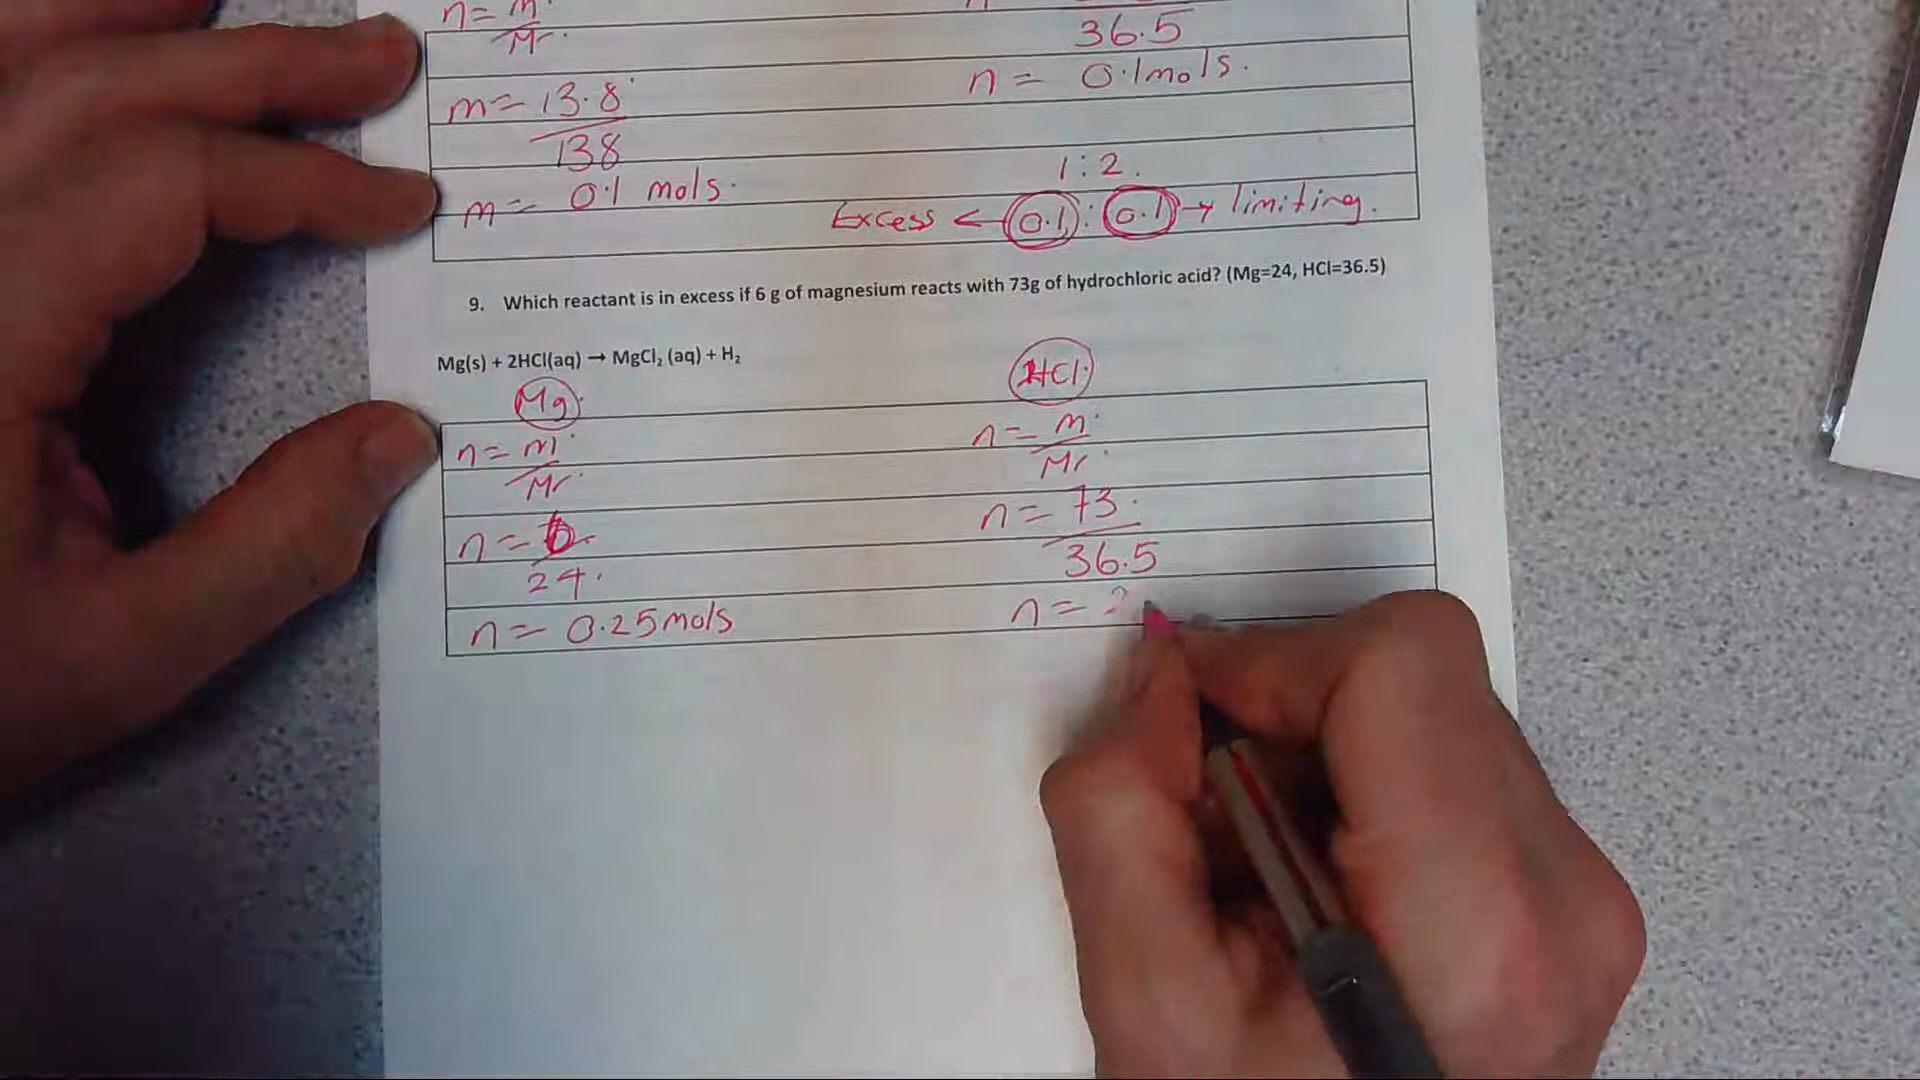 n = m
Mr.
36.5
n = 0.1mols.
m = 13.8
138
m = 0.1 mols.
1:2.
Excess ← 0.1 : 0.1 → limiting.
9. Which reactant is in excess if 6 g of magnesium reacts with 73g of hydrochloric acid? (Mg=24, HCl=36.5)
Mg(s) + 2HCl(aq) → MgCl₂ (aq) + H₂
Mg.
n = m
Mr
n = 6
24.
n = 0.25mols
HCl.
n = m
Mr
n = 73.
36.5
n = 2